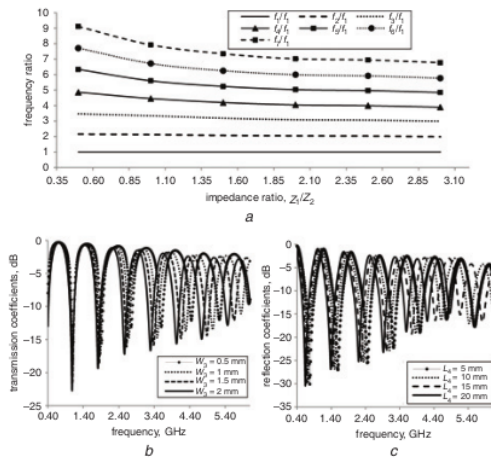 f₁/f₁ f₂/f₁ f₃/f₁
f₄/f₁ f₅/f₁ f₆/f₁
f₇/f₁
frequency ratio
10
9
8
7
6
5
4
3
2
1
0
0.35 0.60 0.85 1.10 1.35 1.60 1.85 2.10 2.35 2.60 2.85 3.10
impedance ratio, Z₁/Z₂
a
transmission coefficients, dB
0
−5
−10
−15
−20
−25
W₃ = 0.5 mm
W₃ = 1 mm
W₃ = 1.5 mm
W₃ = 2 mm
0.40 1.40 2.40 3.40 4.40 5.40
frequency, GHz
b
reflection coefficients, dB
0
−5
−10
−15
−20
−25
−30
−35
L₄ = 5 mm
L₄ = 10 mm
L₄ = 15 mm
L₄ = 20 mm
0.40 1.40 2.40 3.40 4.40 5.40
frequency, GHz
c